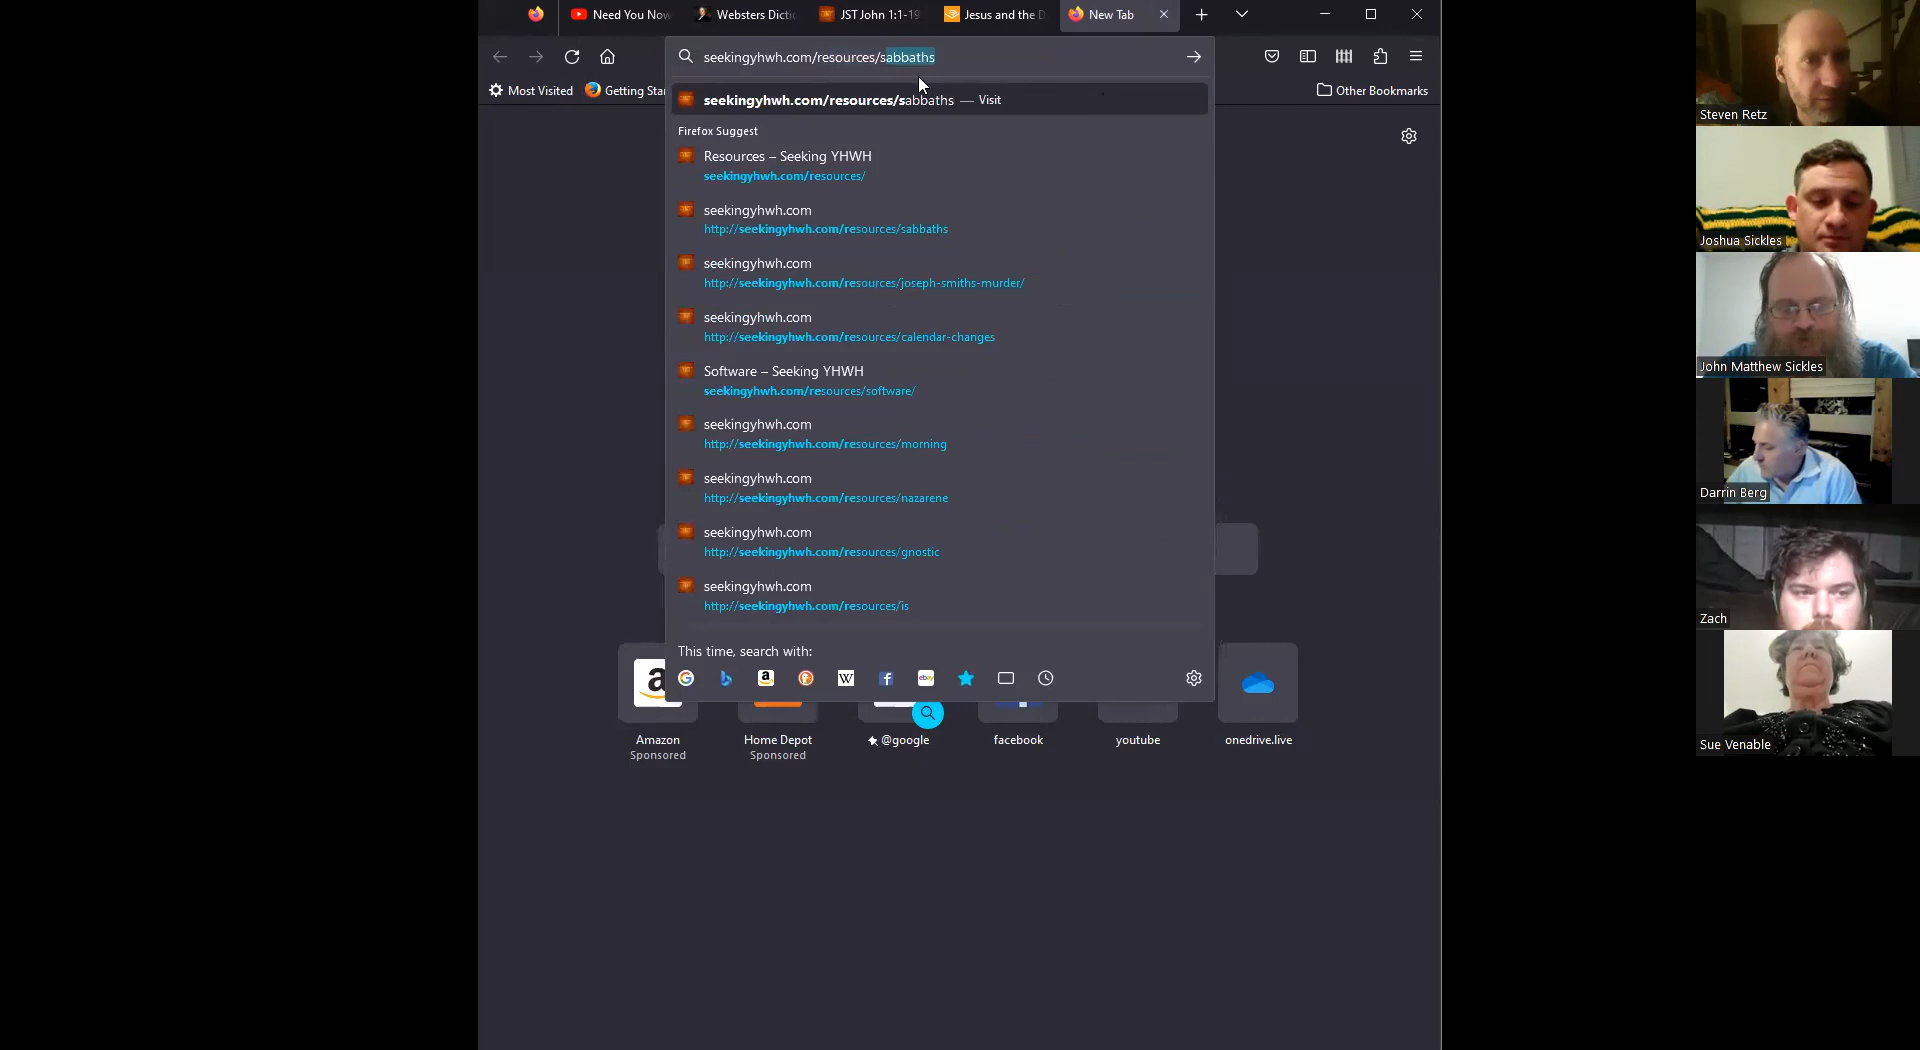 Need You Now
Websters Dictio
JST John 1:1-19
Jesus and the D
New Tab
seekingyhwh.com/resources/sabbaths
Most Visited
Getting Star
Other Bookmarks
seekingyhwh.com/resources/sabbaths — Visit
Firefox Suggest
Resources – Seeking YHWH
seekingyhwh.com/resources/
seekingyhwh.com
http://seekingyhwh.com/resources/sabbaths
seekingyhwh.com
http://seekingyhwh.com/resources/joseph-smiths-murder/
seekingyhwh.com
http://seekingyhwh.com/resources/calendar-changes
Software – Seeking YHWH
seekingyhwh.com/resources/software/
seekingyhwh.com
http://seekingyhwh.com/resources/morning
seekingyhwh.com
http://seekingyhwh.com/resources/nazarene
seekingyhwh.com
http://seekingyhwh.com/resources/gnostic
seekingyhwh.com
http://seekingyhwh.com/resources/is
This time, search with:
W
ebay
Amazon
Sponsored
Home Depot
Sponsored
@google
facebook
youtube
onedrive.live
Steven Retz
Joshua Sickles
John Matthew Sickles
Darrin Berg
Zach
Sue Venable